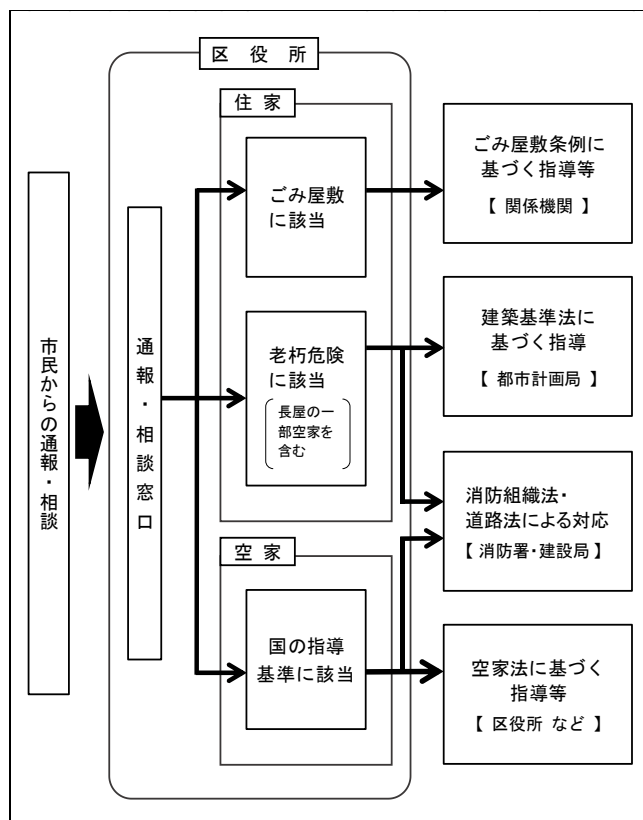 区　役　所
市民からの通報・相談
通報・相談窓口
住 家
ごみ屋敷
に該当
老朽危険
に該当
長屋の一
部空家を
含む
空 家
国の指導
基準に該当
ごみ屋敷条例に
基づく指導等
【 関係機関 】
建築基準法に
基づく指導
【 都市計画局 】
消防組織法・
道路法による対応
【 消防署・建設局 】
空家法に基づく
指導等
【 区役所 など 】